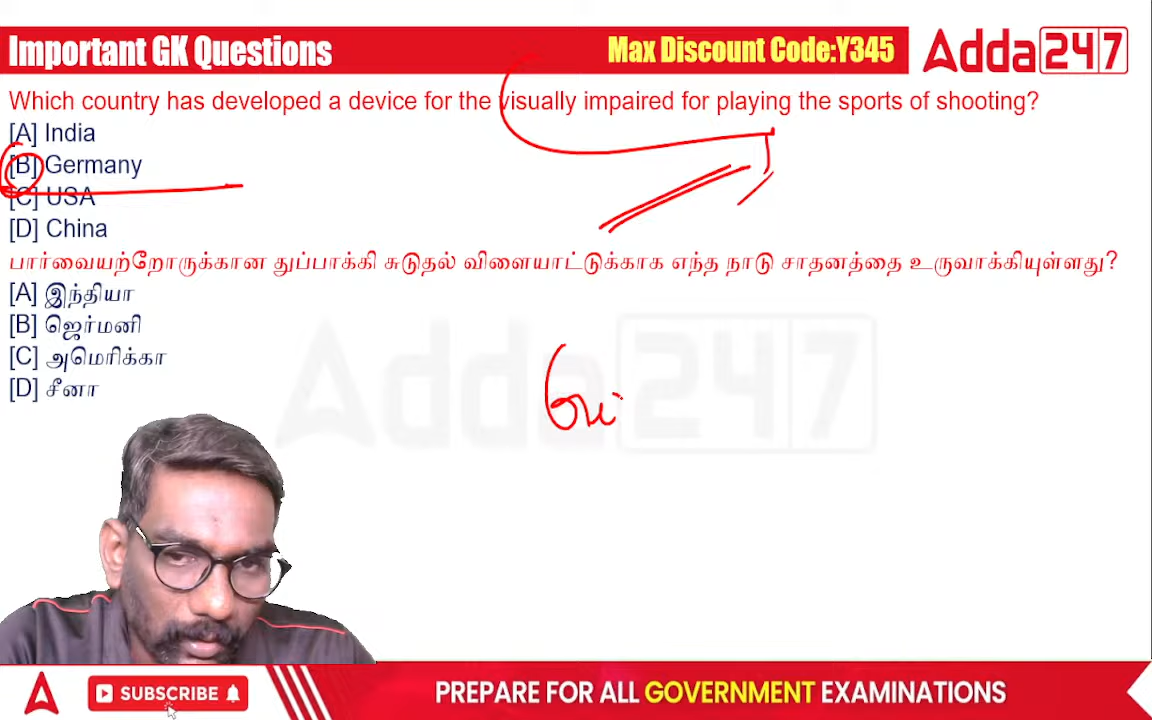 Important GK Questions
Max Discount Code:Y345
Adda247
Which country has developed a device for the visually impaired for playing the sports of shooting?
[A] India
[B] Germany
[C] USA
[D] China
பார்வையற்றோருக்கான துப்பாக்கி சுடுதல் விளையாட்டுக்காக எந்த நாடு சாதனத்தை உருவாக்கியுள்ளது?
[A] இந்தியா
[B] ஜெர்மனி
[C] அமெரிக்கா
[D] சீனா
Adda247
SUBSCRIBE
PREPARE FOR ALL GOVERNMENT EXAMINATIONS